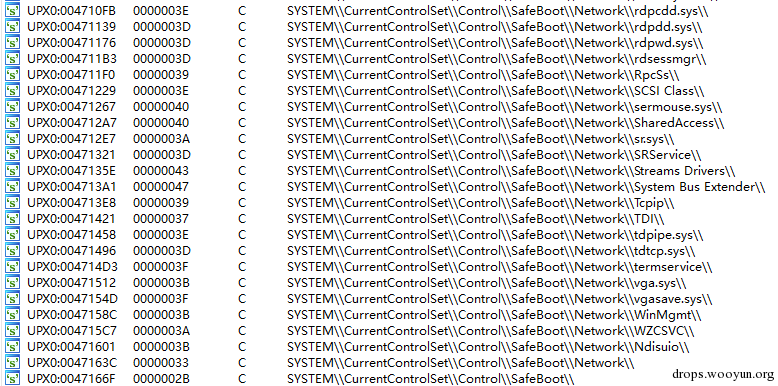 UPX0:004710FB 0000003E C SYSTEM\\CurrentControlSet\\Control\\SafeBoot\\Network\\rdpcdd.sys\\
UPX0:00471139 0000003D C SYSTEM\\CurrentControlSet\\Control\\SafeBoot\\Network\\rdpdd.sys\\
UPX0:00471176 0000003D C SYSTEM\\CurrentControlSet\\Control\\SafeBoot\\Network\\rdpwd.sys\\
UPX0:004711B3 0000003D C SYSTEM\\CurrentControlSet\\Control\\SafeBoot\\Network\\rdsessmgr\\
UPX0:004711F0 00000039 C SYSTEM\\CurrentControlSet\\Control\\SafeBoot\\Network\\RpcSs\\
UPX0:00471229 0000003E C SYSTEM\\CurrentControlSet\\Control\\SafeBoot\\Network\\SCSI Class\\
UPX0:00471267 00000040 C SYSTEM\\CurrentControlSet\\Control\\SafeBoot\\Network\\sermouse.sys\\
UPX0:004712A7 00000040 C SYSTEM\\CurrentControlSet\\Control\\SafeBoot\\Network\\SharedAccess\\
UPX0:004712E7 0000003A C SYSTEM\\CurrentControlSet\\Control\\SafeBoot\\Network\\sr.sys\\
UPX0:00471321 0000003D C SYSTEM\\CurrentControlSet\\Control\\SafeBoot\\Network\\SRService\\
UPX0:0047135E 00000043 C SYSTEM\\CurrentControlSet\\Control\\SafeBoot\\Network\\Streams Drivers\\
UPX0:004713A1 00000047 C SYSTEM\\CurrentControlSet\\Control\\SafeBoot\\Network\\System Bus Extender\\
UPX0:004713E8 00000039 C SYSTEM\\CurrentControlSet\\Control\\SafeBoot\\Network\\Tcpip\\
UPX0:00471421 00000037 C SYSTEM\\CurrentControlSet\\Control\\SafeBoot\\Network\\TDI\\
UPX0:00471458 0000003E C SYSTEM\\CurrentControlSet\\Control\\SafeBoot\\Network\\tdpipe.sys\\
UPX0:00471496 0000003D C SYSTEM\\CurrentControlSet\\Control\\SafeBoot\\Network\\tdtcp.sys\\
UPX0:004714D3 0000003F C SYSTEM\\CurrentControlSet\\Control\\SafeBoot\\Network\\termservice\\
UPX0:00471512 0000003B C SYSTEM\\CurrentControlSet\\Control\\SafeBoot\\Network\\vga.sys\\
UPX0:0047154D 0000003F C SYSTEM\\CurrentControlSet\\Control\\SafeBoot\\Network\\vgasave.sys\\
UPX0:0047158C 0000003B C SYSTEM\\CurrentControlSet\\Control\\SafeBoot\\Network\\WinMgmt\\
UPX0:004715C7 0000003A C SYSTEM\\CurrentControlSet\\Control\\SafeBoot\\Network\\WZCSVC\\
UPX0:00471601 0000003B C SYSTEM\\CurrentControlSet\\Control\\SafeBoot\\Network\\Ndisuio\\
UPX0:0047163C 00000033 C SYSTEM\\CurrentControlSet\\Control\\SafeBoot\\Network\\
UPX0:0047166F 0000002B C SYSTEM\\CurrentControlSet\\Control\\SafeBoot\\
drops.wooyun.org